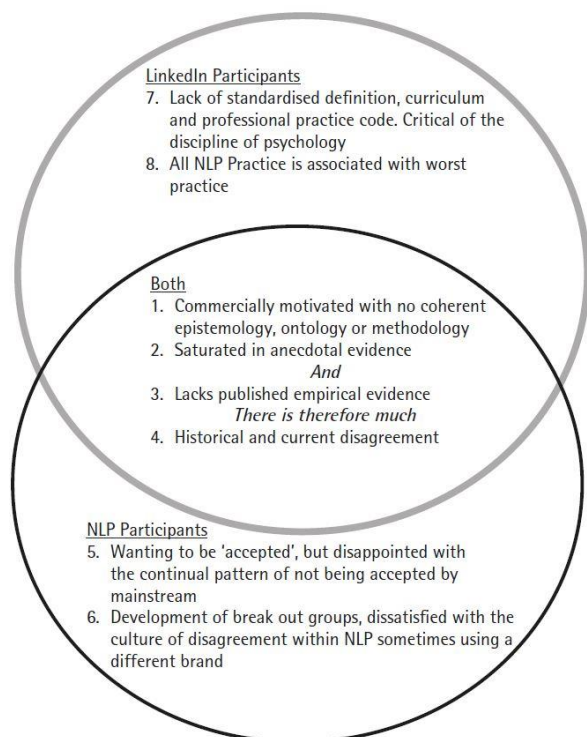 LinkedIn Participants
7. Lack of standardised definition, curriculum
and professional practice code. Critical of the
discipline of psychology
8. All NLP Practice is associated with worst
practice
Both
1. Commercially motivated with no coherent
epistemology, ontology or methodology
2. Saturated in anecdotal evidence
And
3. Lacks published empirical evidence
There is therefore much
4. Historical and current disagreement
NLP Participants
5. Wanting to be 'accepted', but disappointed with
the continual pattern of not being accepted by
mainstream
6. Development of break out groups, dissatisfied with the
culture of disagreement within NLP sometimes using a
different brand